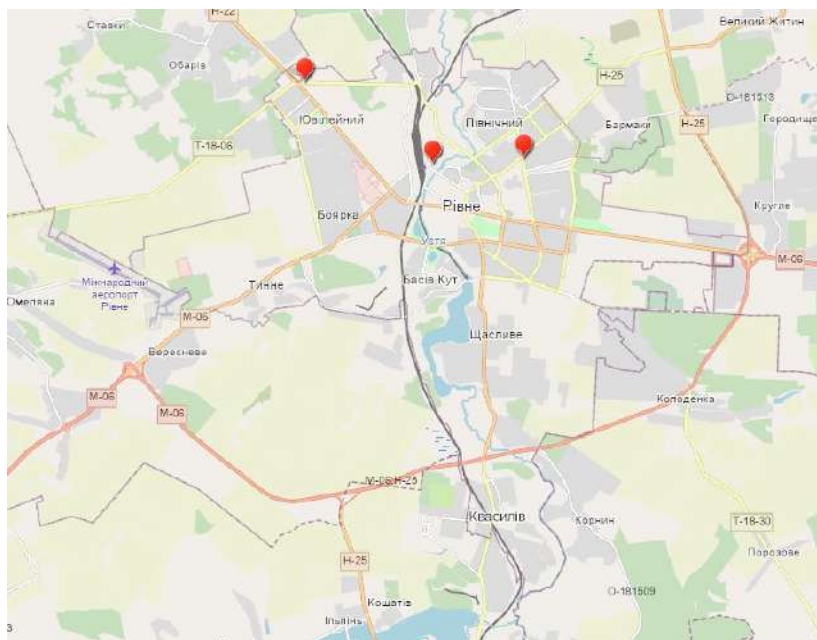 Ставки
Н-22
Великий Житин
Обарів
Н-25
О-181513
Ювілейний
Північний
Бармаки
Городище
Н-25
Т-18-06
Рівне
Кругле
Боярка
Устя
М-06
Міжнародний
аеропорт
Рівне
Тинне
Басів Кут
Омеляна
М-06
Щасливе
Вересневе
М-06
М-06
Колоденка
М-06;Н-25
Квасилів
Корнин
Т-18-30
Порозове
Н-25
О-181509
Кошатів